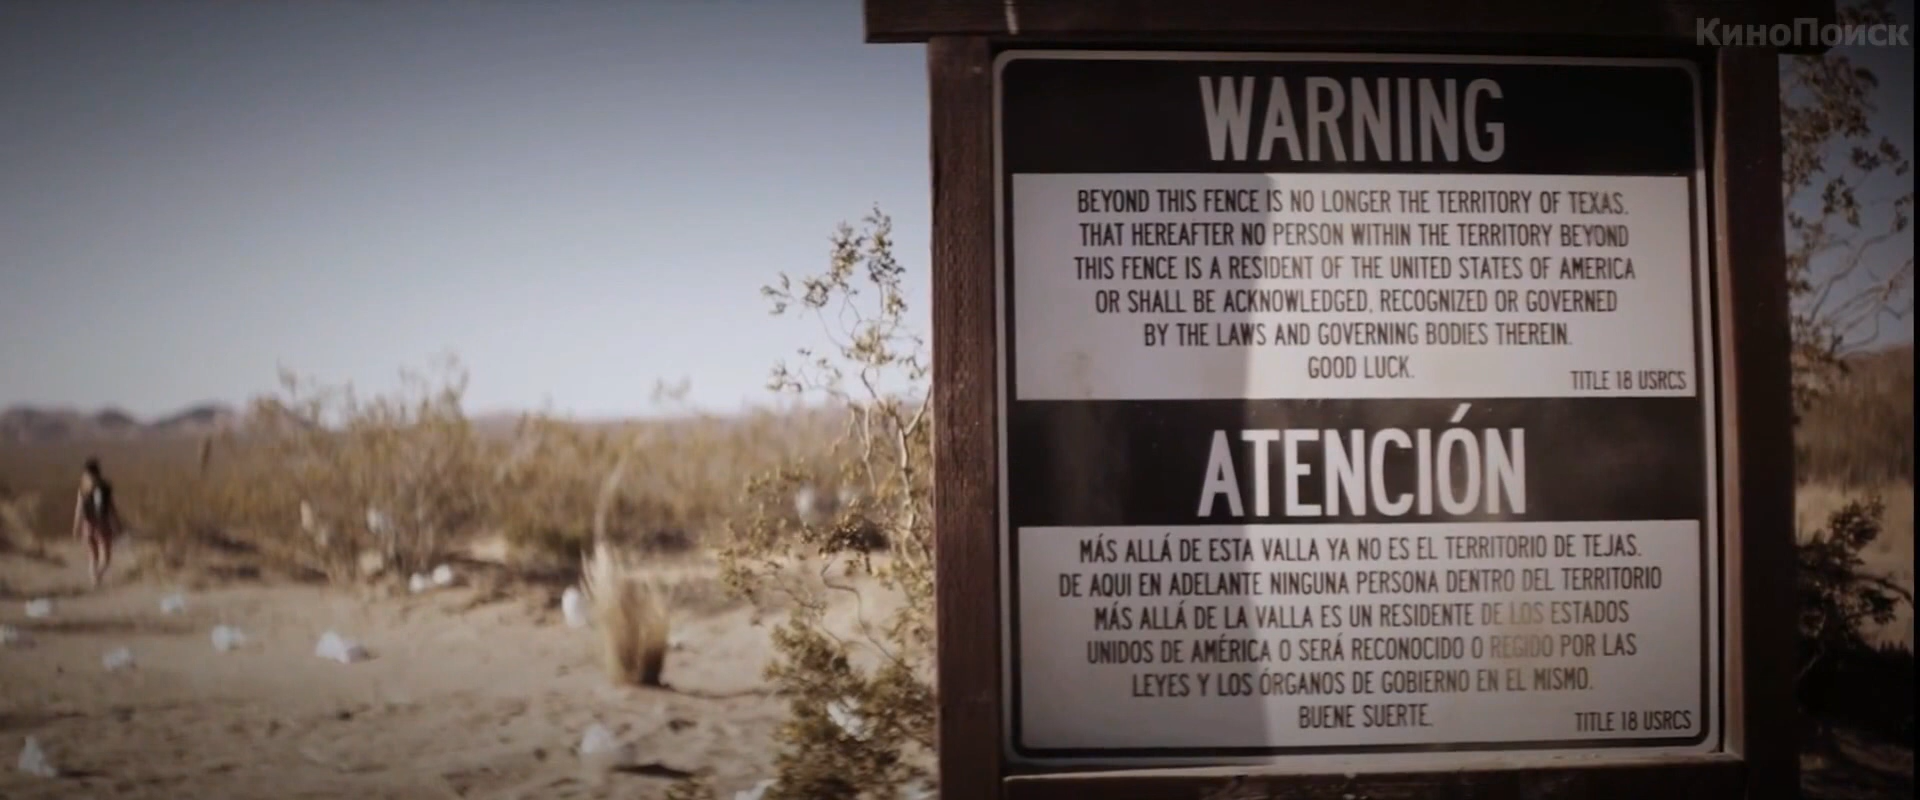 КиноПоиск
WARNING
BEYOND THIS FENCE IS NO LONGER THE TERRITORY OF TEXAS.
THAT HEREAFTER NO PERSON WITHIN THE TERRITORY BEYOND
THIS FENCE IS A RESIDENT OF THE UNITED STATES OF AMERICA
OR SHALL BE ACKNOWLEDGED, RECOGNIZED OR GOVERNED
BY THE LAWS AND GOVERNING BODIES THEREIN.
GOOD LUCK.
TITLE 18 USRCS
ATENCIÓN
MÁS ALLÁ DE ESTA VALLA YA NO ES EL TERRITORIO DE TEJAS.
DE AQUI EN ADELANTE NINGUNA PERSONA DENTRO DEL TERRITORIO
MÁS ALLÁ DE LA VALLA ES UN RESIDENTE DE LOS ESTADOS
UNIDOS DE AMÉRICA O SERÁ RECONOCIDO O REGIDO POR LAS
LEYES Y LOS ÓRGANOS DE GOBIERNO EN EL MISMO.
BUENE SUERTE.
TITLE 18 USRCS